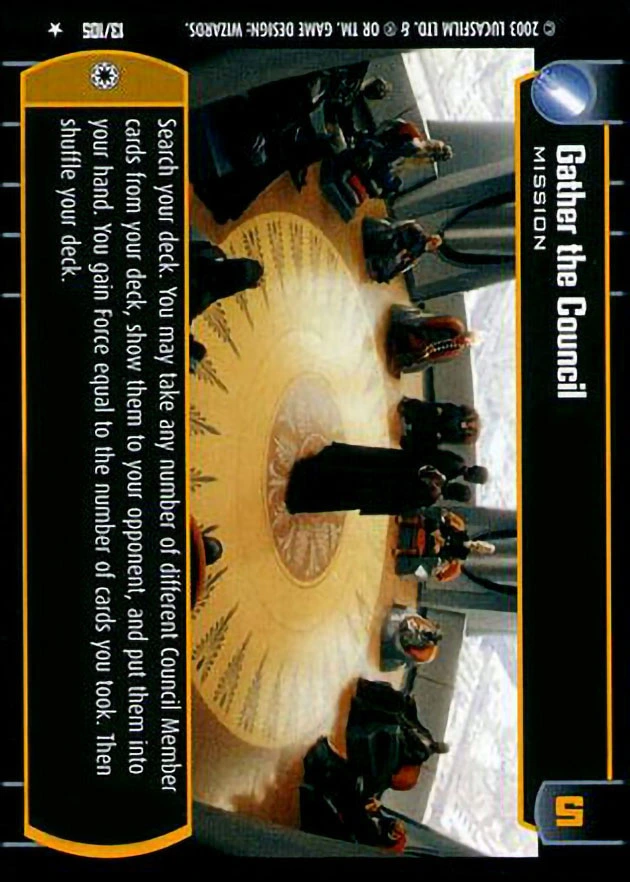 Gather the Council
MISSION
5
Search your deck. You may take any number of different Council Member
cards from your deck, show them to your opponent, and put them into
your hand. You gain Force equal to the number of cards you took. Then
shuffle your deck.
© 2003 LUCASFILM LTD. & ® OR TM. GAME DESIGN: WIZARDS.
13/105 ★